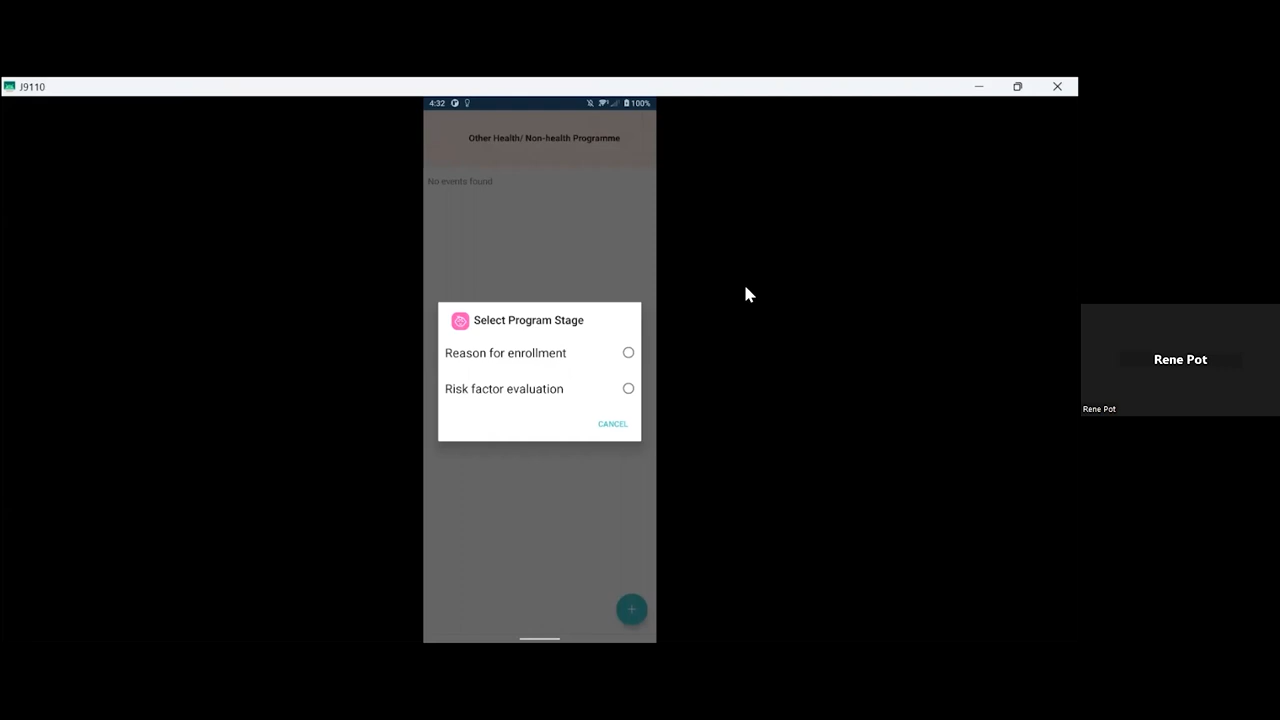 J9110
4:32
100%
Other Health/ Non-health Programme
No events found
Select Program Stage
Reason for enrollment
Risk factor evaluation
CANCEL
Rene Pot
Rene Pot